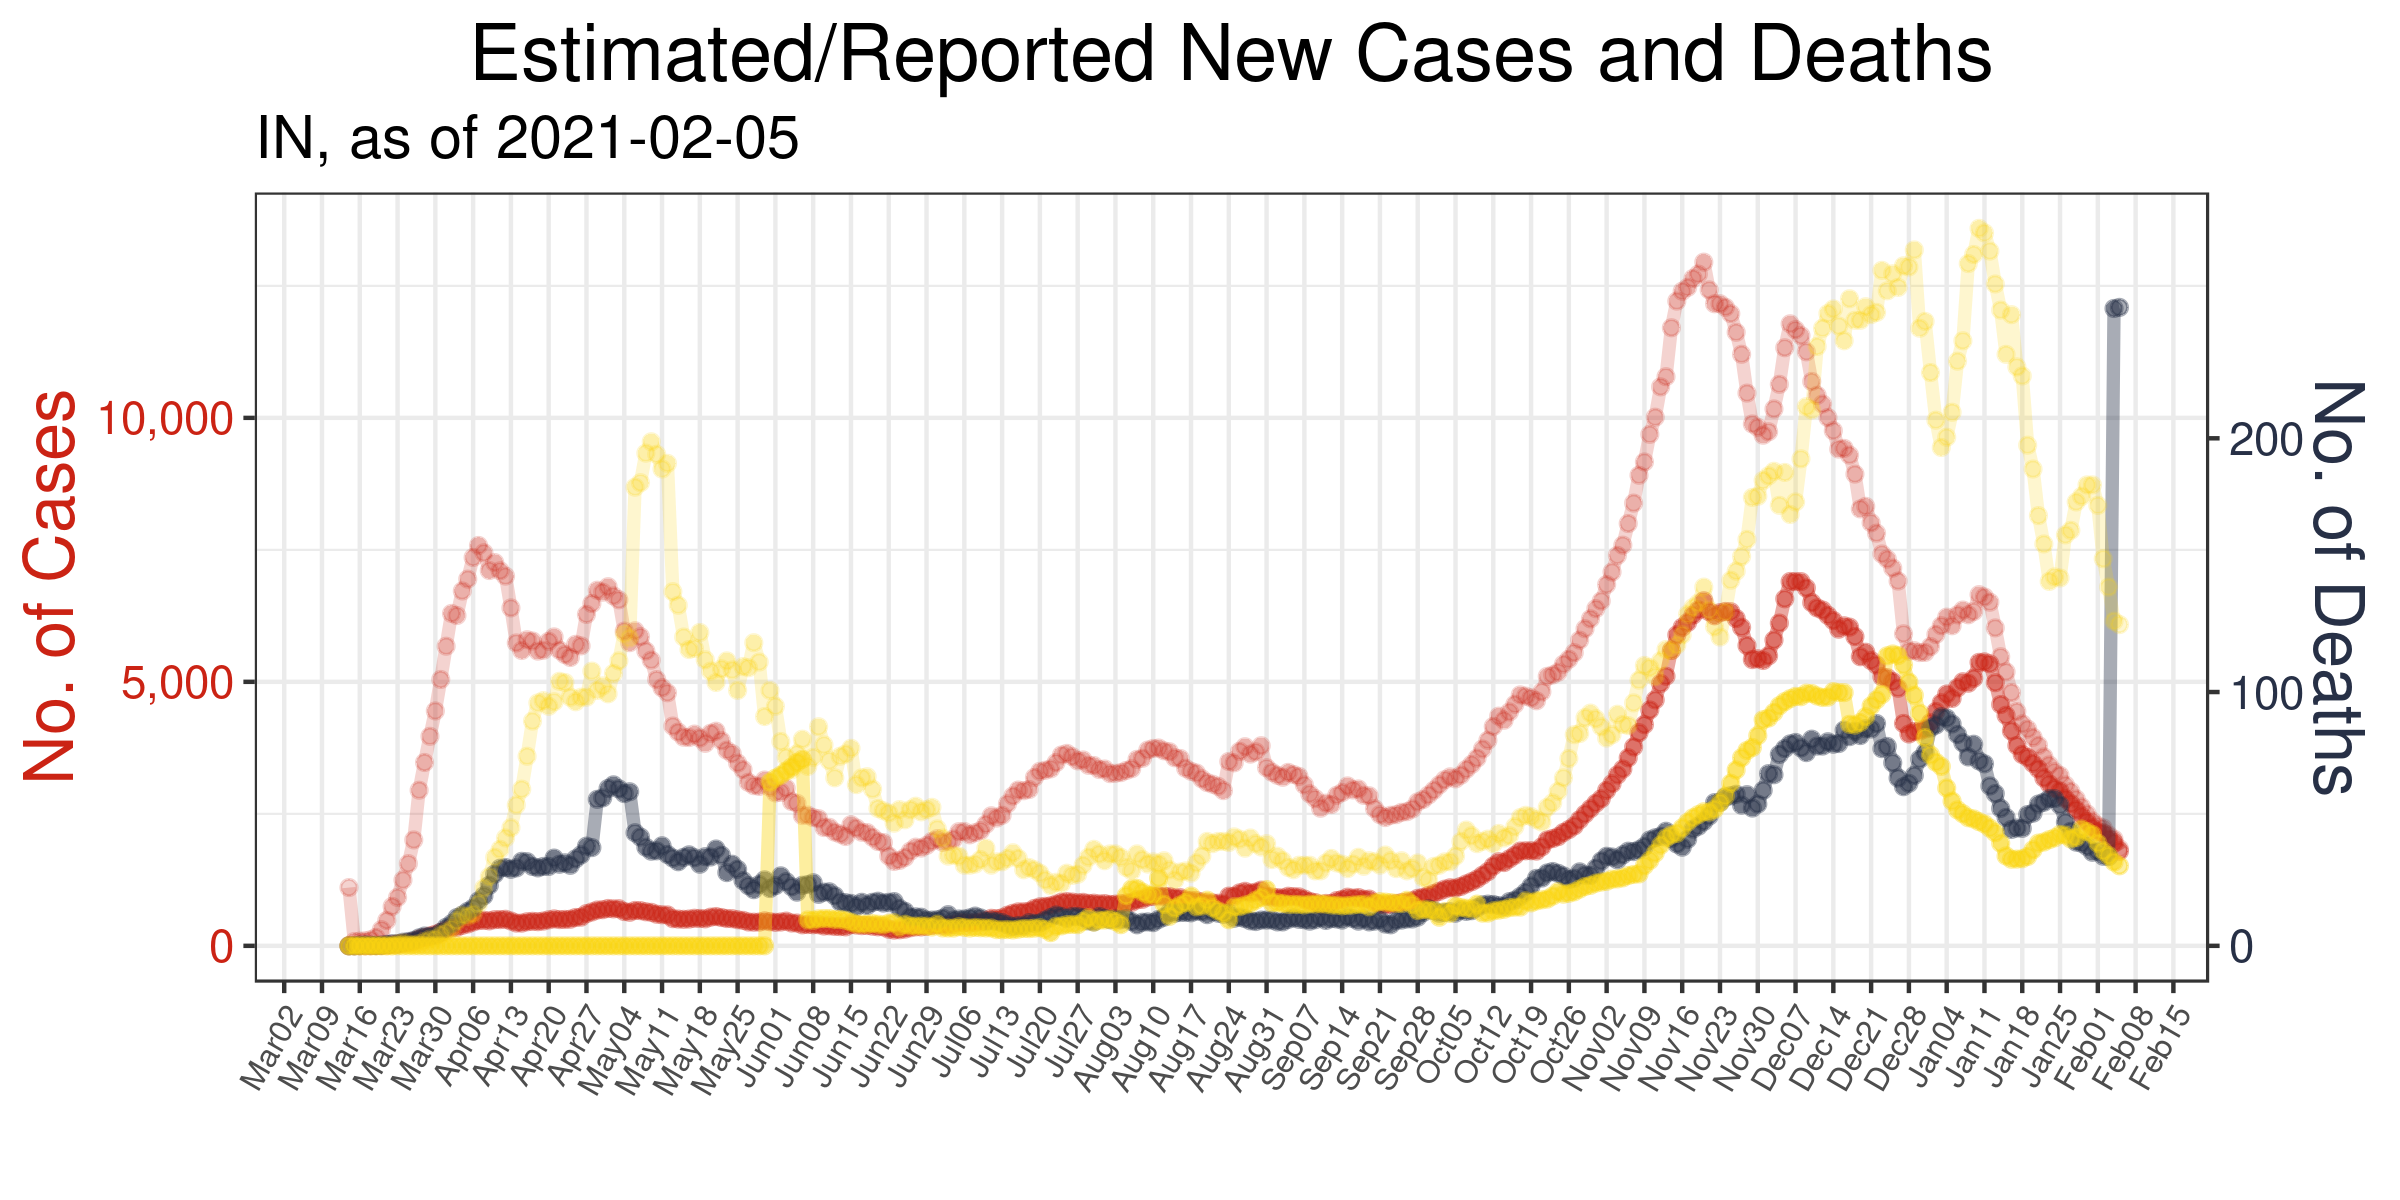 Estimated/Reported New Cases and Deaths
IN, as of 2021-02-05
No. of Cases
10,000
5,000
0
200
100
0
No. of Deaths
Mar02
Mar09
Mar16
Mar23
Mar30
Apr06
Apr13
Apr20
Apr27
May04
May11
May18
May25
Jun01
Jun08
Jun15
Jun22
Jun29
Jul06
Jul13
Jul20
Jul27
Aug03
Aug10
Aug17
Aug24
Aug31
Sep07
Sep14
Sep21
Sep28
Oct05
Oct12
Oct19
Oct26
Nov02
Nov09
Nov16
Nov23
Nov30
Dec07
Dec14
Dec21
Dec28
Jan04
Jan11
Jan18
Jan25
Feb01
Feb08
Feb15